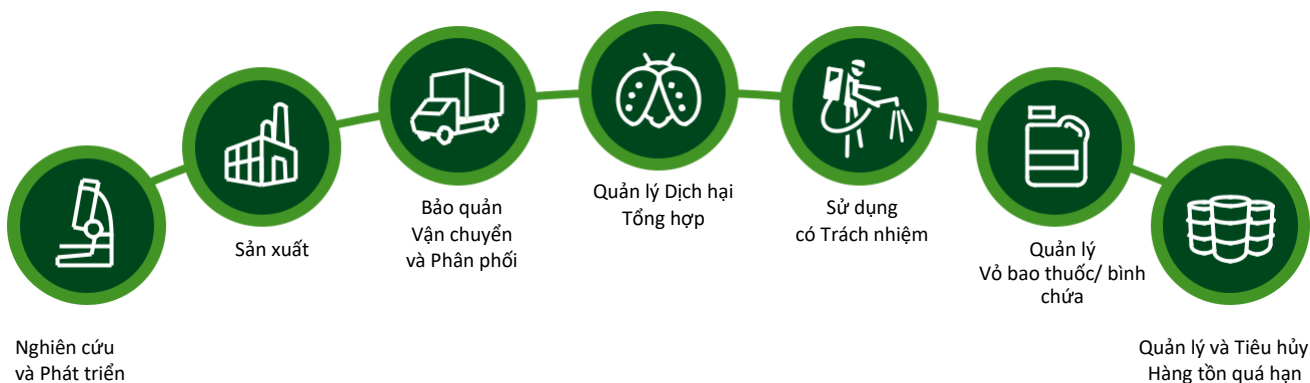 Nghiên cứu
và Phát triển
Sản xuất
Bảo quản
Vận chuyển
và Phân phối
Quản lý Dịch hại
Tổng hợp
Sử dụng
có Trách nhiệm
Quản lý
Vỏ bao thuốc/ bình
chứa
Quản lý và Tiêu hủy
Hàng tồn quá hạn